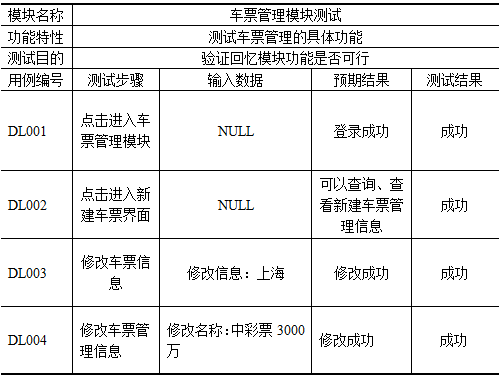 模块名称 车票管理模块测试
功能特性 测试车票管理的具体功能
测试目的 验证回忆模块功能是否可行
用例编号 测试步骤 输入数据 预期结果 测试结果
DL001 点击进入车票管理模块 NULL 登录成功 成功
DL002 点击进入新建车票界面 NULL 可以查询、查看新建车票管理信息 成功
DL003 修改车票信息 修改信息：上海 修改成功 成功
DL004 修改车票管理信息 修改名称：中彩票 3000万 修改成功 成功